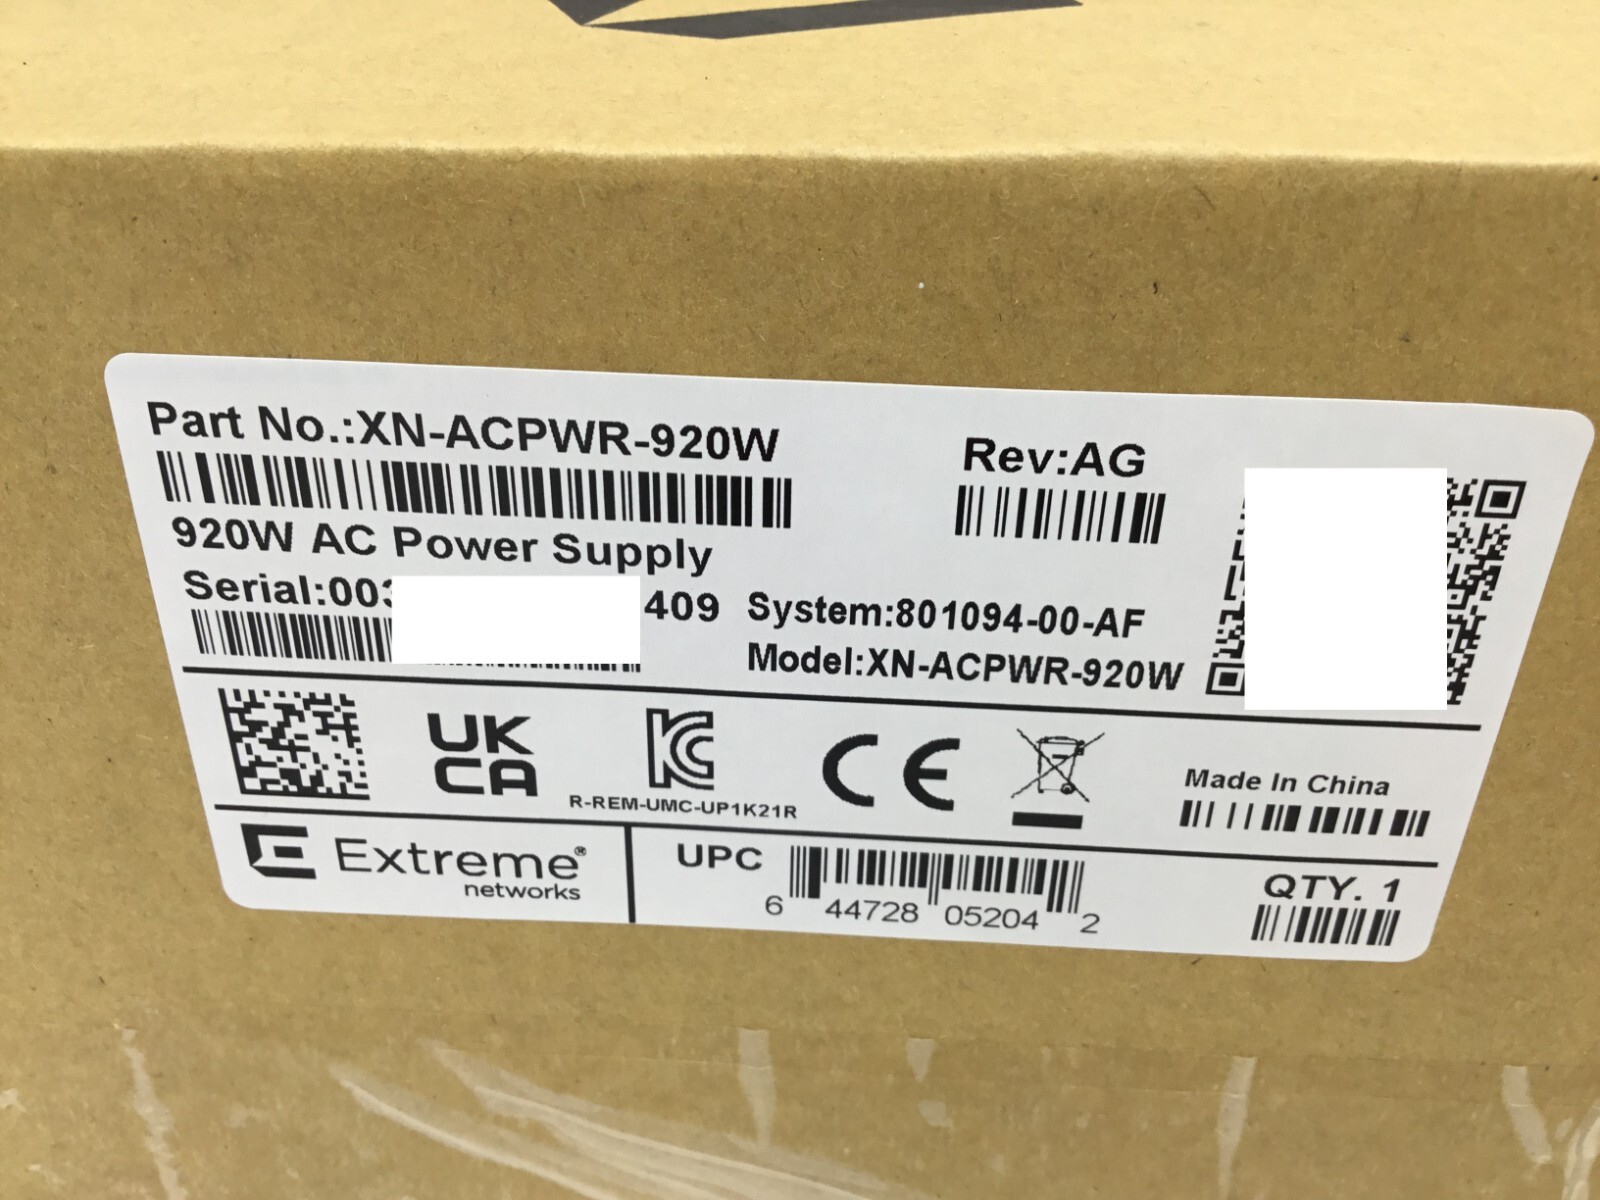 Part No.:XN-ACPWR-920W
Rev:AG
920W AC Power Supply
Serial:003 409
System:801094-00-AF
Model:XN-ACPWR-920W
UK
CA
R-REM-UMC-UP1K21R
CE
Made In China
Extreme®
networks
UPC
6 44728 05204 2
QTY. 1